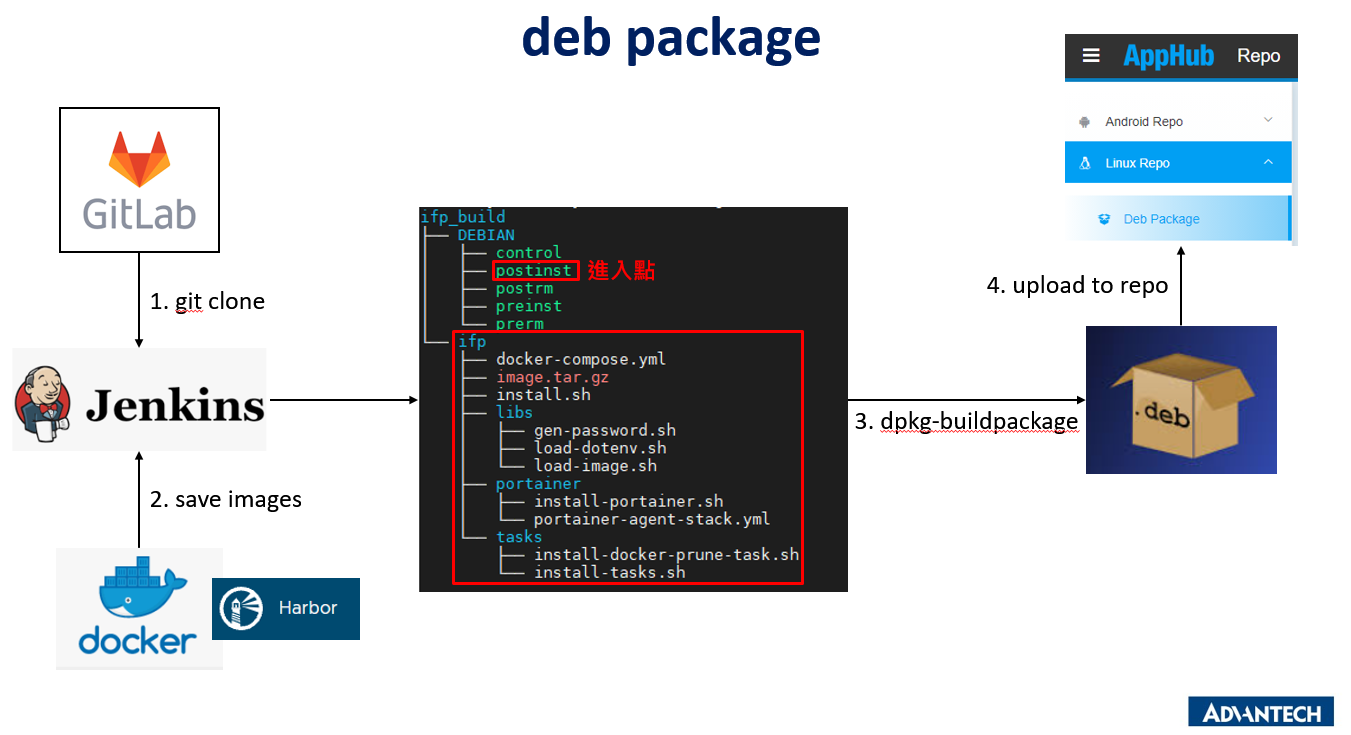 deb package
AppHub Repo
Android Repo
Linux Repo
Deb Package
GitLab
1. git clone
Jenkins
2. save images
docker
Harbor
ifp_build
DEBIAN
control
postinst 進入點
postrm
preinst
prerm
ifp
docker-compose.yml
image.tar.gz
install.sh
libs
gen-password.sh
load-dotenv.sh
load-image.sh
portainer
install-portainer.sh
portainer-agent-stack.yml
tasks
install-docker-prune-task.sh
install-tasks.sh
3. dpkg-buildpackage
.deb
4. upload to repo
ADVANTECH